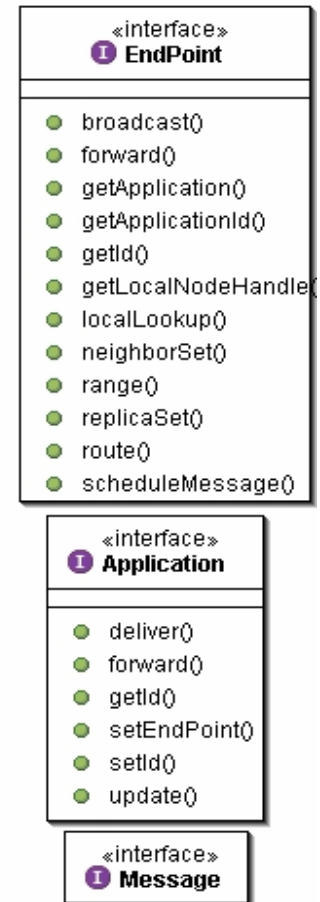 «interface»
I EndPoint
broadcast()
forward()
getApplication()
getApplicationId()
getId()
getLocalNodeHandle()
localLookup()
neighborSet()
range()
replicaSet()
route()
scheduleMessage()
«interface»
I Application
deliver()
forward()
getId()
setEndPoint()
setId()
update()
«interface»
I Message